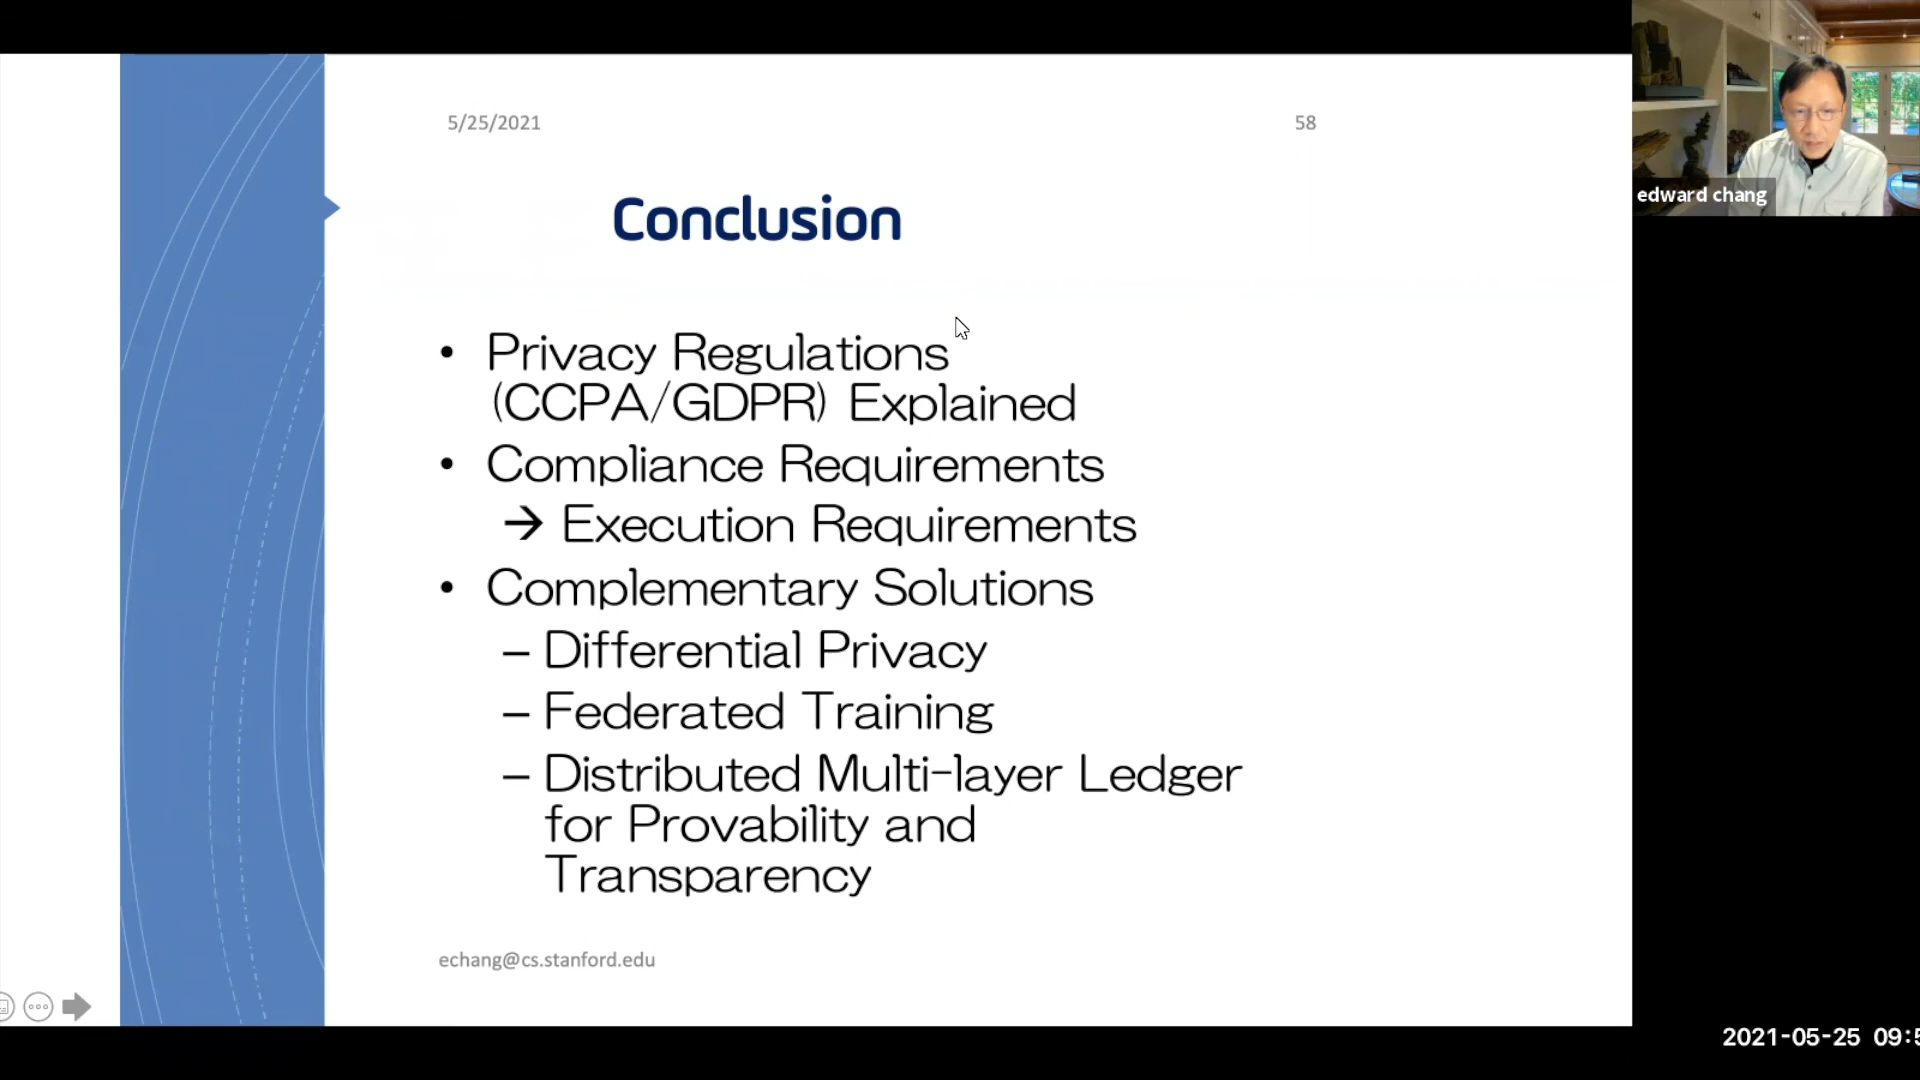 5/25/2021
58
edward chang
Conclusion
• Privacy Regulations
(CCPA/GDPR) Explained
• Compliance Requirements
→ Execution Requirements
• Complementary Solutions
– Differential Privacy
– Federated Training
– Distributed Multi-layer Ledger
for Provability and
Transparency
echang@cs.stanford.edu
2021-05-25 09:5